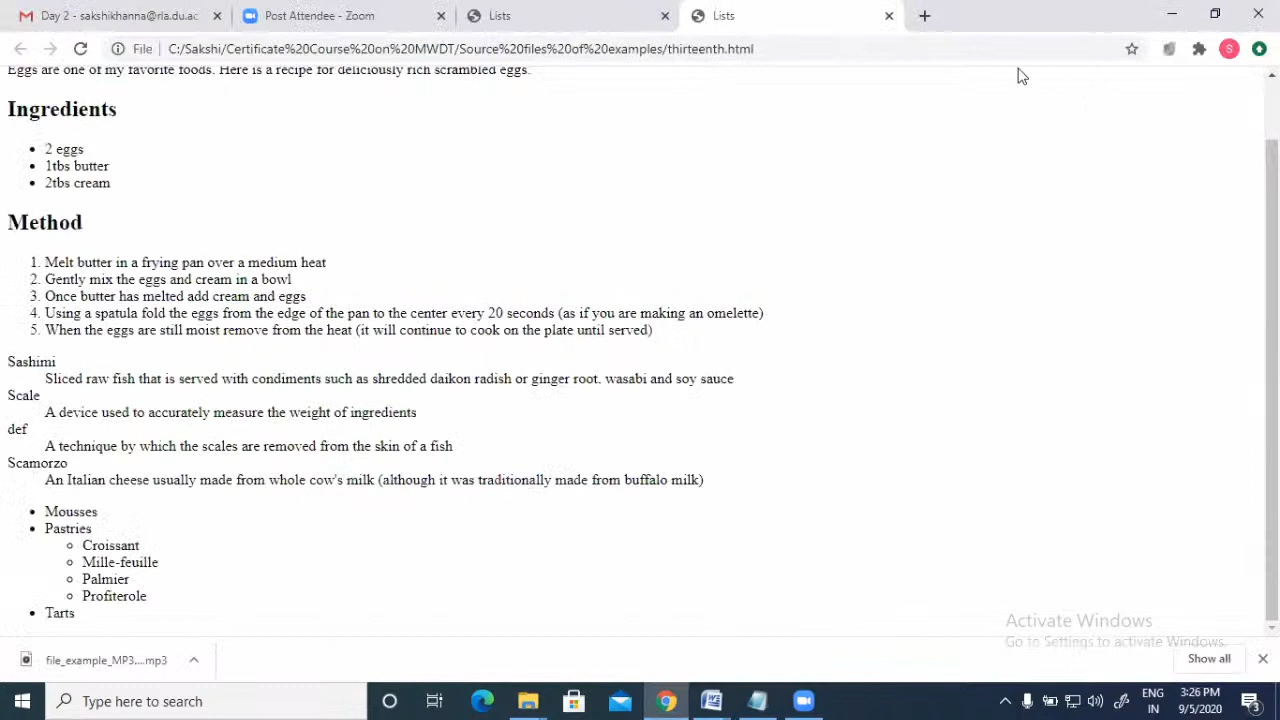 Day 2 - sakshikhanna@rla.du.ac
Post Attendee - Zoom
Lists
Lists
File
C:/Sakshi/Certificate%20Course%20on%20MWDT/Source%20files%20of%20examples/thirteenth.html
S
Eggs are one of my favorite foods. Here is a recipe for deliciously rich scrambled eggs.
Ingredients
• 2 eggs
• 1tbs butter
• 2tbs cream
Method
1. Melt butter in a frying pan over a medium heat
2. Gently mix the eggs and cream in a bowl
3. Once butter has melted add cream and eggs
4. Using a spatula fold the eggs from the edge of the pan to the center every 20 seconds (as if you are making an omelette)
5. When the eggs are still moist remove from the heat (it will continue to cook on the plate until served)
Sashimi
Sliced raw fish that is served with condiments such as shredded daikon radish or ginger root, wasabi and soy sauce
Scale
A device used to accurately measure the weight of ingredients
def
A technique by which the scales are removed from the skin of a fish
Scamorzo
An Italian cheese usually made from whole cow's milk (although it was traditionally made from buffalo milk)
• Mousses
• Pastries
◦ Croissant
◦ Mille-feuille
◦ Palmier
◦ Profiterole
• Tarts
Activate Windows
Go to Settings to activate Windows.
file_example_MP3....mp3
Show all
Type here to search
ENG
IN
3:26 PM
9/5/2020
3